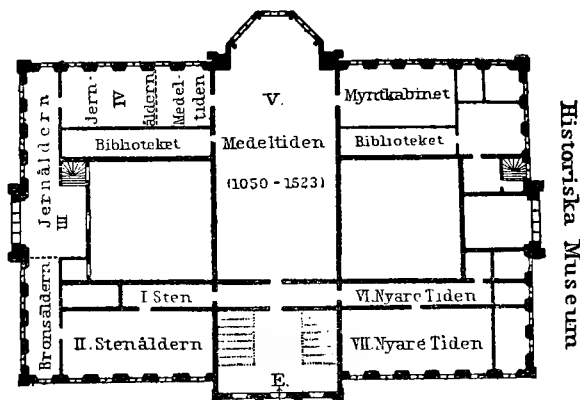 Jern-
IV
åldern
Medel-
tiden
V.
Medeltiden
(1050-1523)
Myntkabinet
Biblioteket
Biblioteket
Jernåldern
III
Bronsåldern
I Sten
II. Stenåldern
VI. Nyare Tiden
VII. Nyare Tiden
E.
Historiska Museum